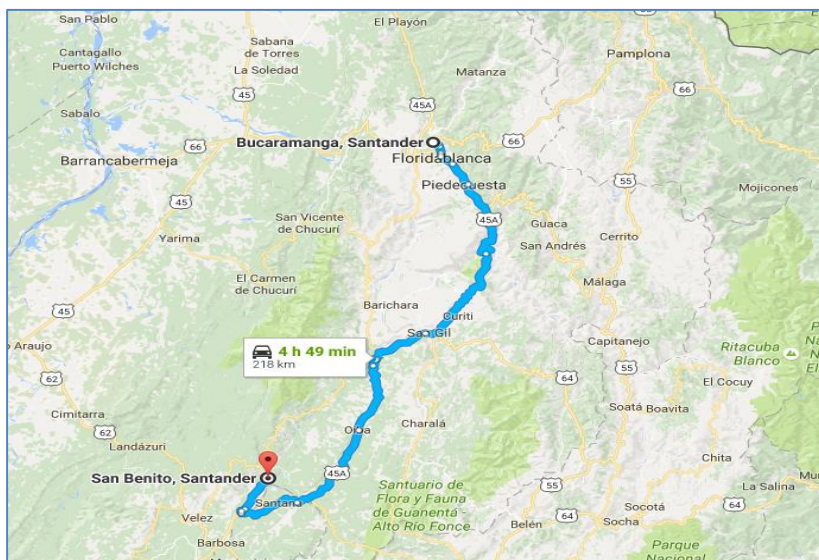 San Pablo
El Playón
Cantagallo
Puerto Wilches
Sabana
de Torres
La Soledad
Pamplona
Matanza
45
45A
66
Sabalo
66
Bucaramanga, Santander
66
Floridablanca
Barrancabermeja
Piedecuesta
55
Mojicones
45
San Vicente
de Chucurí
45A
Guaca
San Andrés
Cerrito
Yarima
El Carmen
de Chucurí
Málaga
Barichara
Curiti
San Gil
Capitanejo
Araujo
4 h 49 min
218 km
Ritacuba
Blanco
62
64
El Cocuy
Cimitarra
Soatá
Boavita
Charalá
Oiba
62
Landázuri
Chita
64
San Benito, Santander
45A
55
La Salina
Santana
Santuario de
Flora y Fauna
de Guanentá -
Alto Río Fonce
Socotá
Socha
Velez
Belén
Barbosa
Parque
Nacional